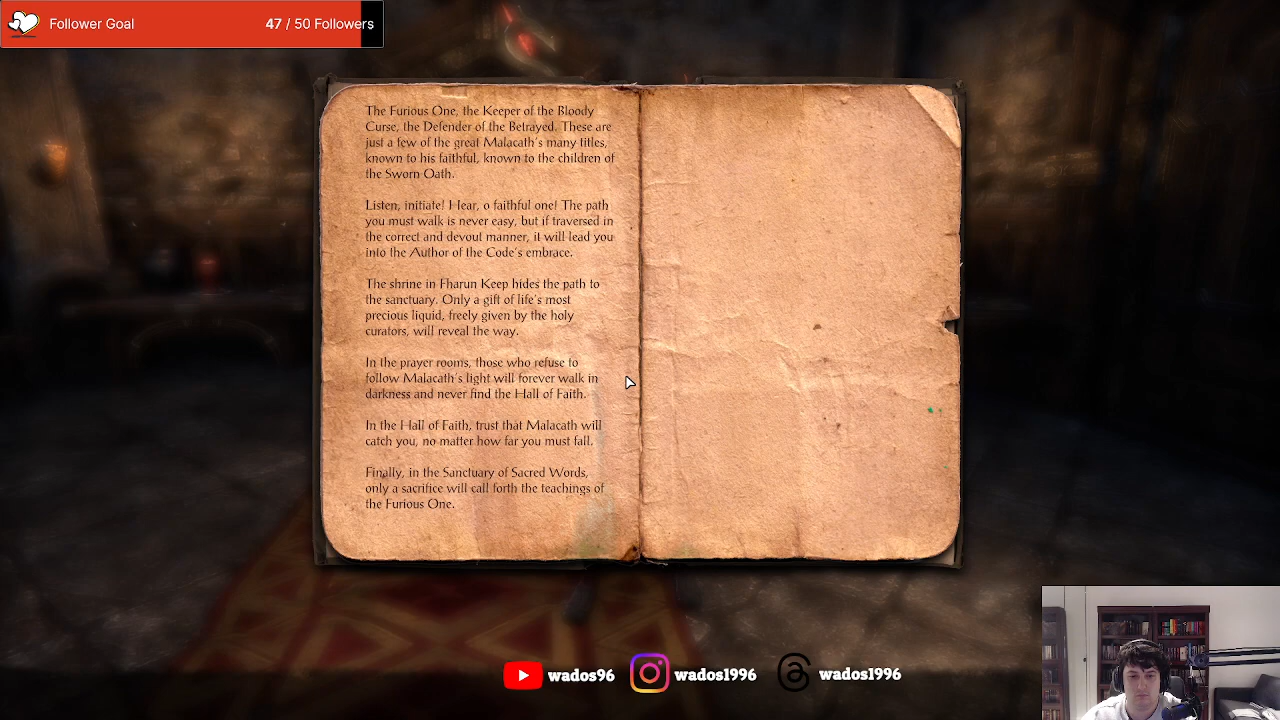 Follower Goal
47 / 50 Followers
The Furious One, the Keeper of the Bloody
Curse, the Defender of the Betrayed. These are
just a few of the great Malacath's many titles,
known to his faithful, known to the children of
the Sworn Oath.
Listen, initiate! Hear, o faithful one! The path
you must walk is never easy, but if traversed in
the correct and devout manner, it will lead you
into the Author of the Code's embrace.
The shrine in Fharun Keep hides the path to
the sanctuary. Only a gift of life's most
precious liquid, freely given by the holy
curators, will reveal the way.
In the prayer rooms, those who refuse to
follow Malacath's light will forever walk in
darkness and never find the Hall of Faith.
In the Hall of Faith, trust that Malacath will
catch you, no matter how far you must fall.
Finally, in the Sanctuary of Sacred Words,
only a sacrifice will call forth the teachings of
the Furious One.
wados96 wados1996 wados1996